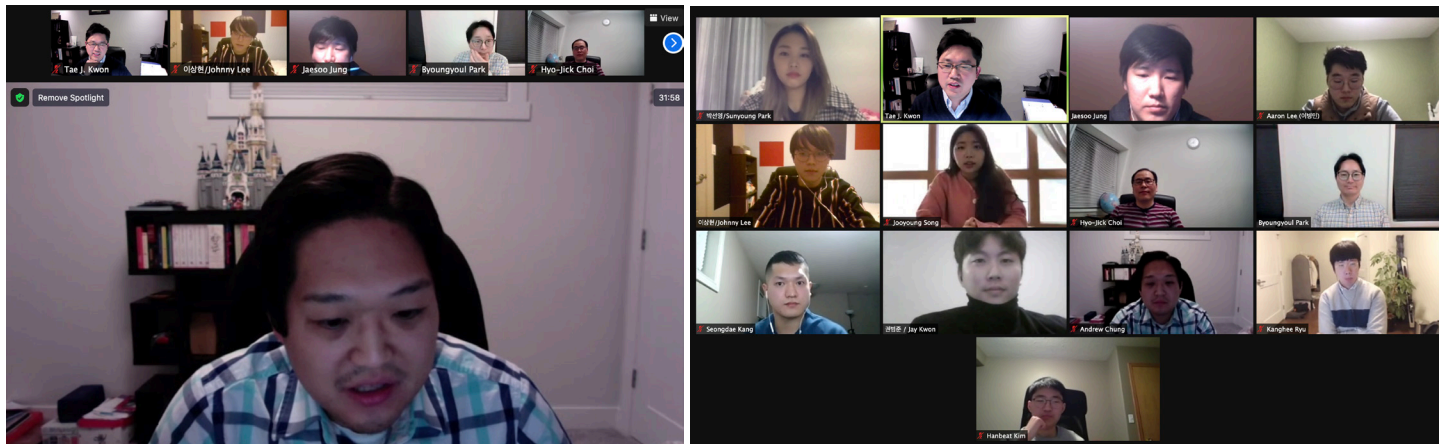 View
Tae J. Kwon
이상현/Johnny Lee
Jaesoo Jung
Byoungyoul Park
Hyo-Jick Choi
Remove Spotlight
31:58
박선영/Sunyoung Park
Tae J. Kwon
Jaesoo Jung
Aaron Lee (이범민)
이상현/Johnny Lee
Jooyoung Song
Hyo-Jick Choi
Byoungyoul Park
Seongdae Kang
권범준 / Jay Kwon
Andrew Chung
Kanghee Ryu
Hanbeat Kim